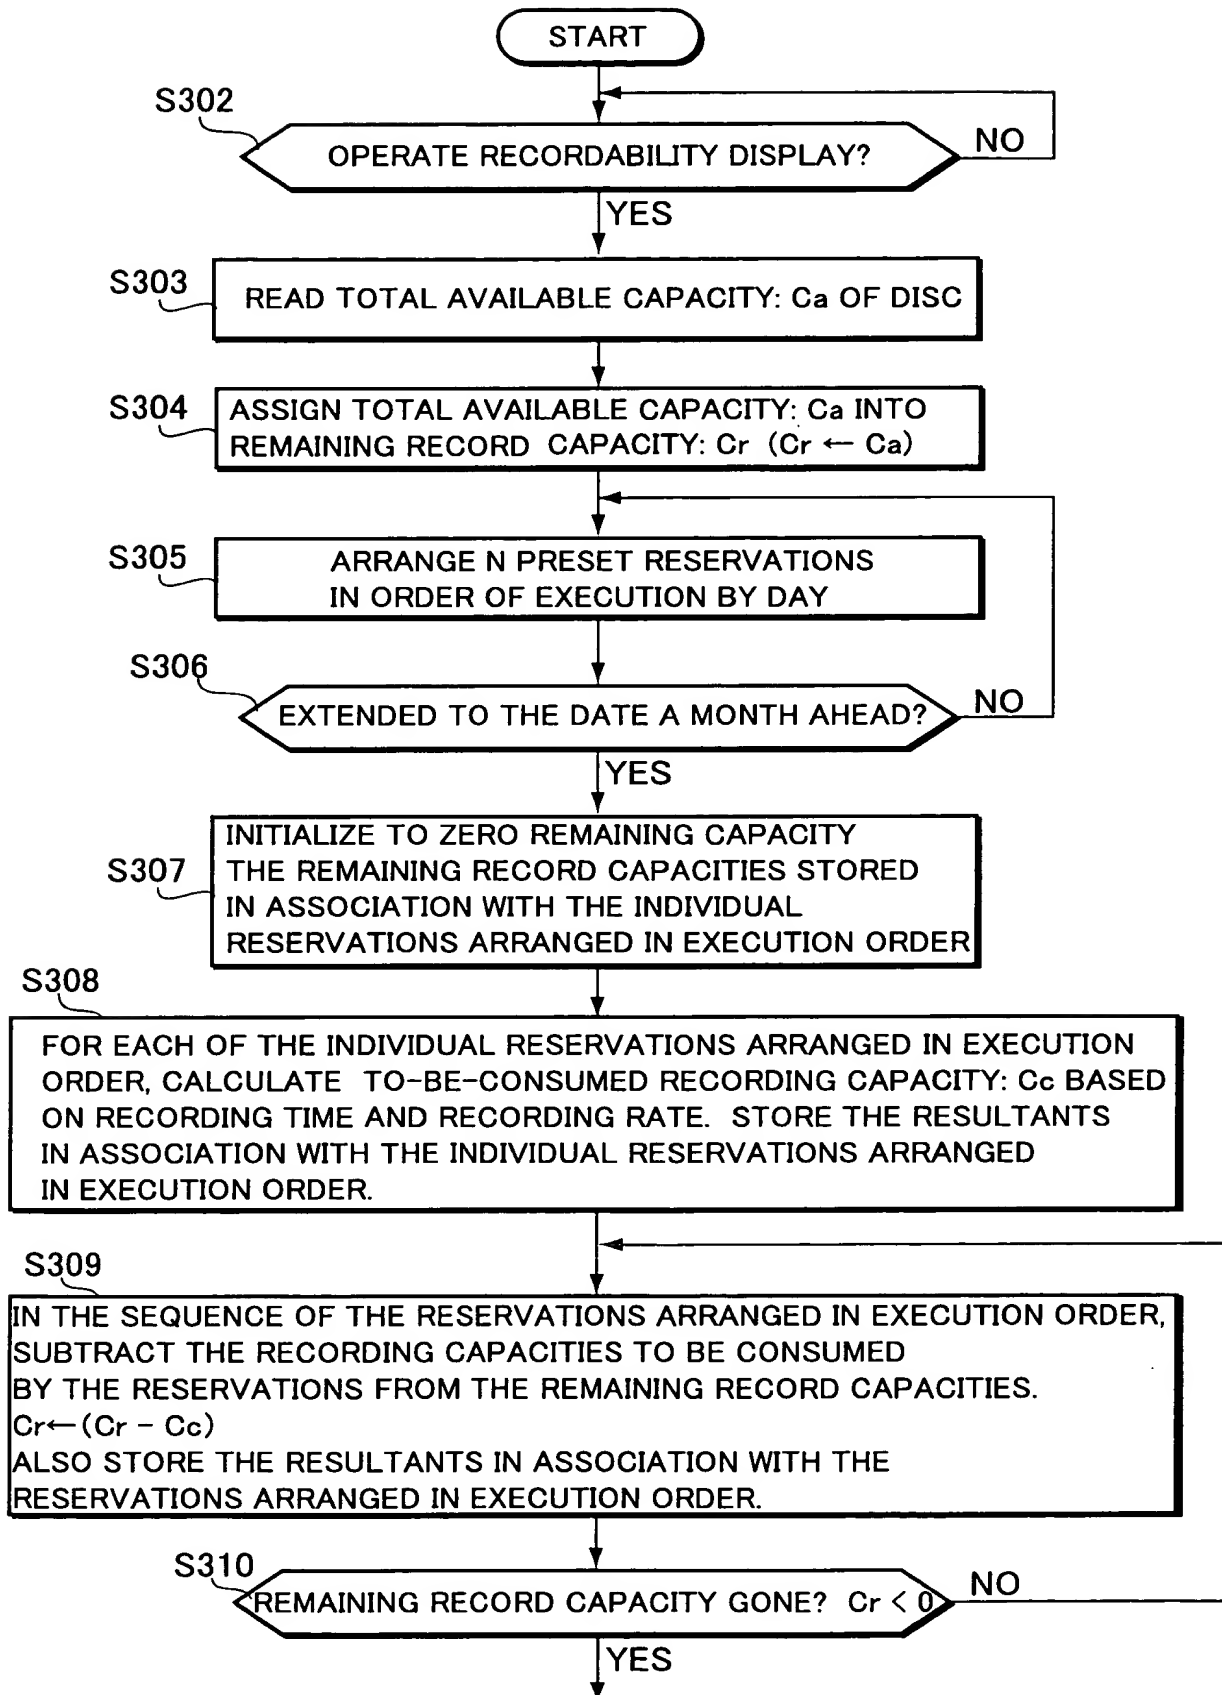 START
S302
OPERATE RECORDABILITY DISPLAY?
NO
YES
S303
READ TOTAL AVAILABLE CAPACITY: Ca OF DISC
S304
ASSIGN TOTAL AVAILABLE CAPACITY: Ca INTO
REMAINING RECORD CAPACITY: Cr (Cr ← Ca)
S305
ARRANGE N PRESET RESERVATIONS
IN ORDER OF EXECUTION BY DAY
S306
EXTENDED TO THE DATE A MONTH AHEAD?
NO
YES
S307
INITIALIZE TO ZERO REMAINING CAPACITY
THE REMAINING RECORD CAPACITIES STORED
IN ASSOCIATION WITH THE INDIVIDUAL
RESERVATIONS ARRANGED IN EXECUTION ORDER
S308
FOR EACH OF THE INDIVIDUAL RESERVATIONS ARRANGED IN EXECUTION
ORDER, CALCULATE TO-BE-CONSUMED RECORDING CAPACITY: Cc BASED
ON RECORDING TIME AND RECORDING RATE. STORE THE RESULTANTS
IN ASSOCIATION WITH THE INDIVIDUAL RESERVATIONS ARRANGED
IN EXECUTION ORDER.
S309
IN THE SEQUENCE OF THE RESERVATIONS ARRANGED IN EXECUTION ORDER,
SUBTRACT THE RECORDING CAPACITIES TO BE CONSUMED
BY THE RESERVATIONS FROM THE REMAINING RECORD CAPACITIES.
Cr←(Cr - Cc)
ALSO STORE THE RESULTANTS IN ASSOCIATION WITH THE
RESERVATIONS ARRANGED IN EXECUTION ORDER.
S310
REMAINING RECORD CAPACITY GONE? Cr < 0
NO
YES